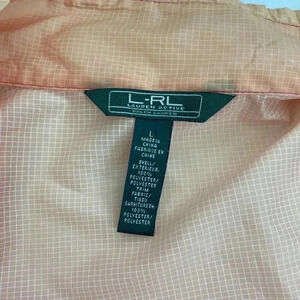 L-RL
LAUREN ACTIVE
RALPH LAUREN
L
MADE IN
CHINA
FABRIQUE EN
CHINE
SHELL/
EXTERIEUR:
100%
POLYESTER/
POLYESTER
TRIM
FABRIC/
TISSU
GARNITURE:
100%
POLYESTER/
POLYESTER